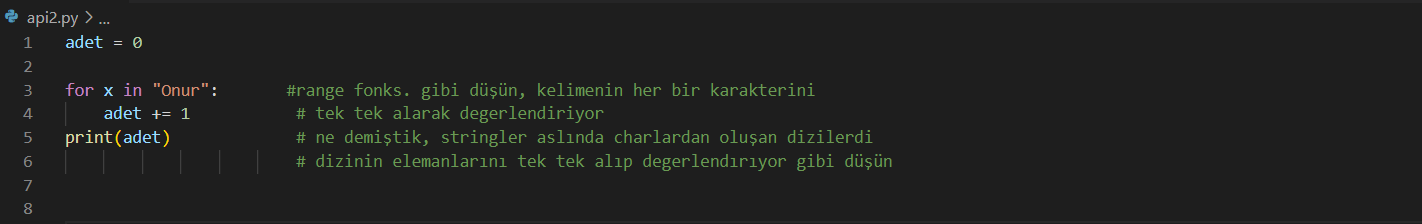 api2.py > ...
1 adet = 0
2
3 for x in "Onur": #range fonks. gibi düşün, kelimenin her bir karakterini
4 adet += 1 # tek tek alarak degerlendiriyor
5 print(adet) # ne demiştik, stringler aslında charlardan oluşan dizilerdi
6 # dizinin elemanlarını tek tek alıp degerlendırıyor gibi düşün
7
8